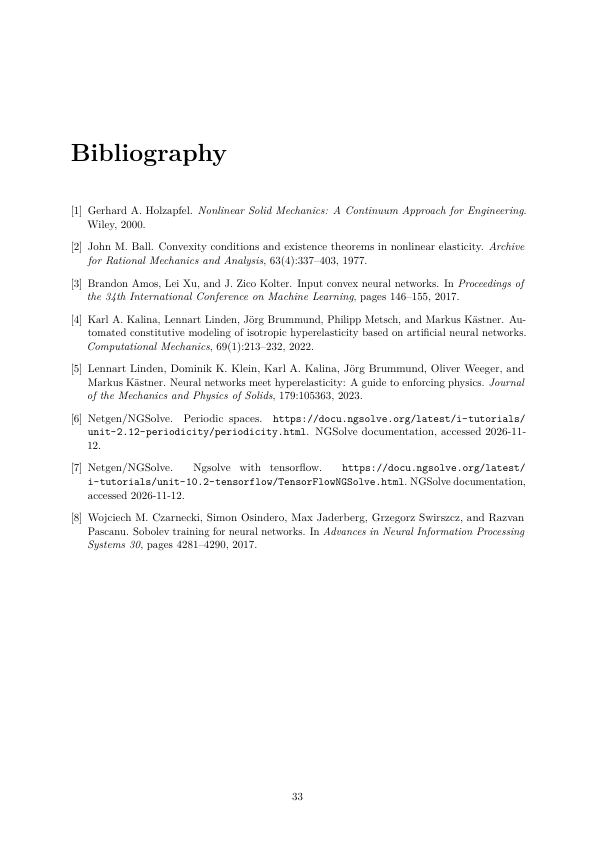 Bibliography
[1] Gerhard A. Holzapfel. Nonlinear Solid Mechanics: A Continuum Approach for Engineering.
Wiley, 2000.
[2] John M. Ball. Convexity conditions and existence theorems in nonlinear elasticity. Archive
for Rational Mechanics and Analysis, 63(4):337–403, 1977.
[3] Brandon Amos, Lei Xu, and J. Zico Kolter. Input convex neural networks. In Proceedings of
the 34th International Conference on Machine Learning, pages 146–155, 2017.
[4] Karl A. Kalina, Lennart Linden, Jörg Brummund, Philipp Metsch, and Markus Kästner. Au-
tomated constitutive modeling of isotropic hyperelasticity based on artificial neural networks.
Computational Mechanics, 69(1):213–232, 2022.
[5] Lennart Linden, Dominik K. Klein, Karl A. Kalina, Jörg Brummund, Oliver Weeger, and
Markus Kästner. Neural networks meet hyperelasticity: A guide to enforcing physics. Journal
of the Mechanics and Physics of Solids, 179:105363, 2023.
[6] Netgen/NGSolve. Periodic spaces. https://docu.ngsolve.org/latest/i-tutorials/
unit-2.12-periodicity/periodicity.html. NGSolve documentation, accessed 2026-11-
12.
[7] Netgen/NGSolve. Ngsolve with tensorflow. https://docu.ngsolve.org/latest/
i-tutorials/unit-10.2-tensorflow/TensorFlowNGSolve.html. NGSolve documentation,
accessed 2026-11-12.
[8] Wojciech M. Czarnecki, Simon Osindero, Max Jaderberg, Grzegorz Swirszcz, and Razvan
Pascanu. Sobolev training for neural networks. In Advances in Neural Information Processing
Systems 30, pages 4281–4290, 2017.
33